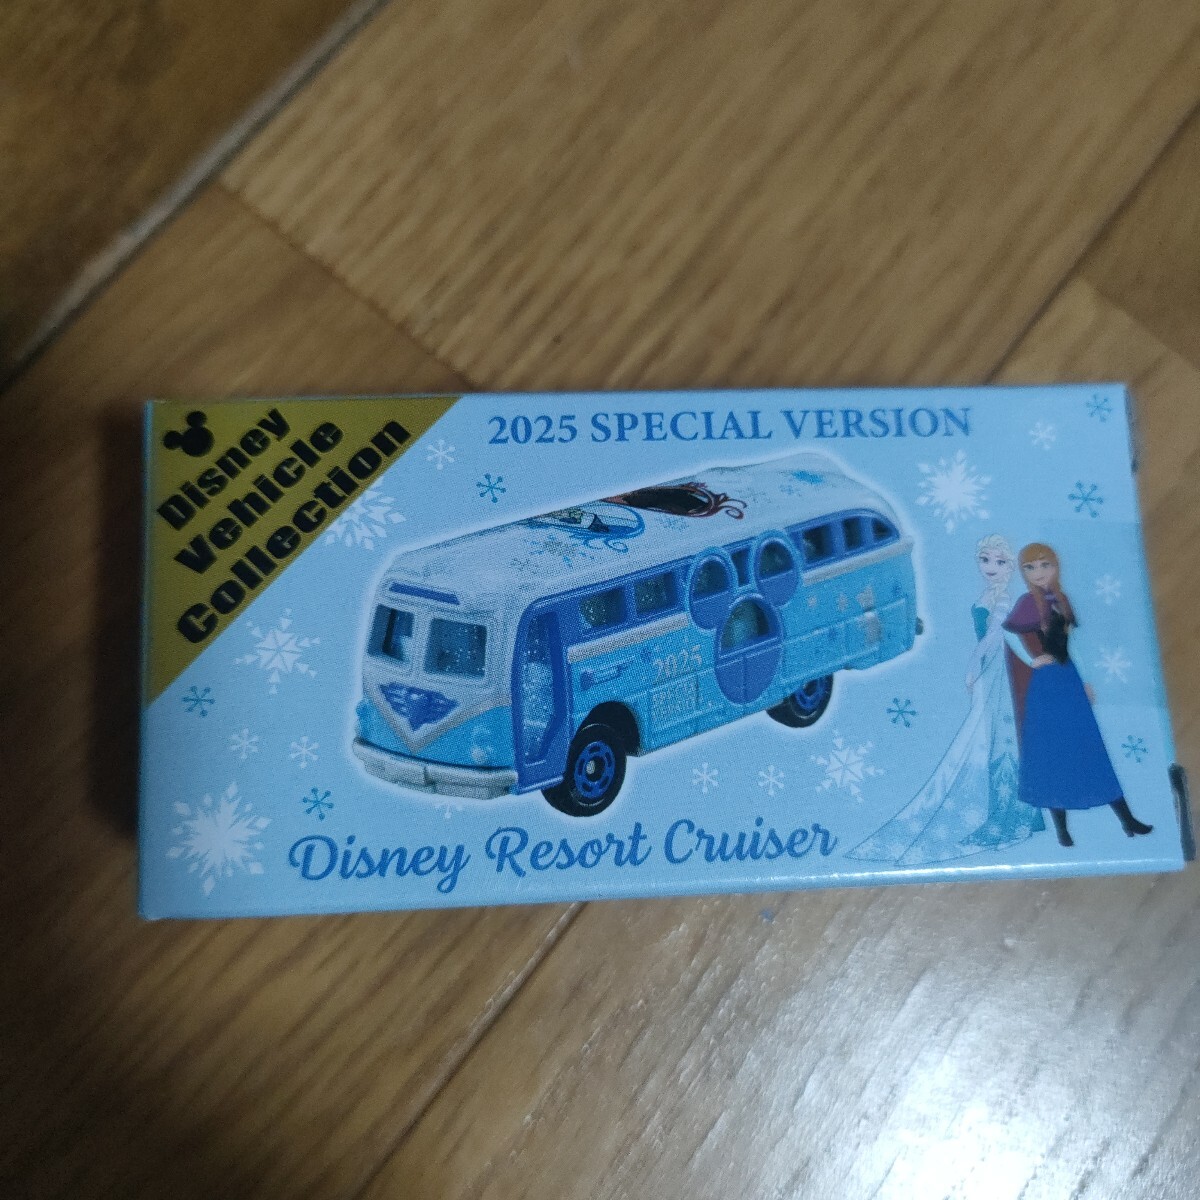 Disney
Vehicle
Collection
2025 SPECIAL VERSION
2025
Disney Resort Cruiser